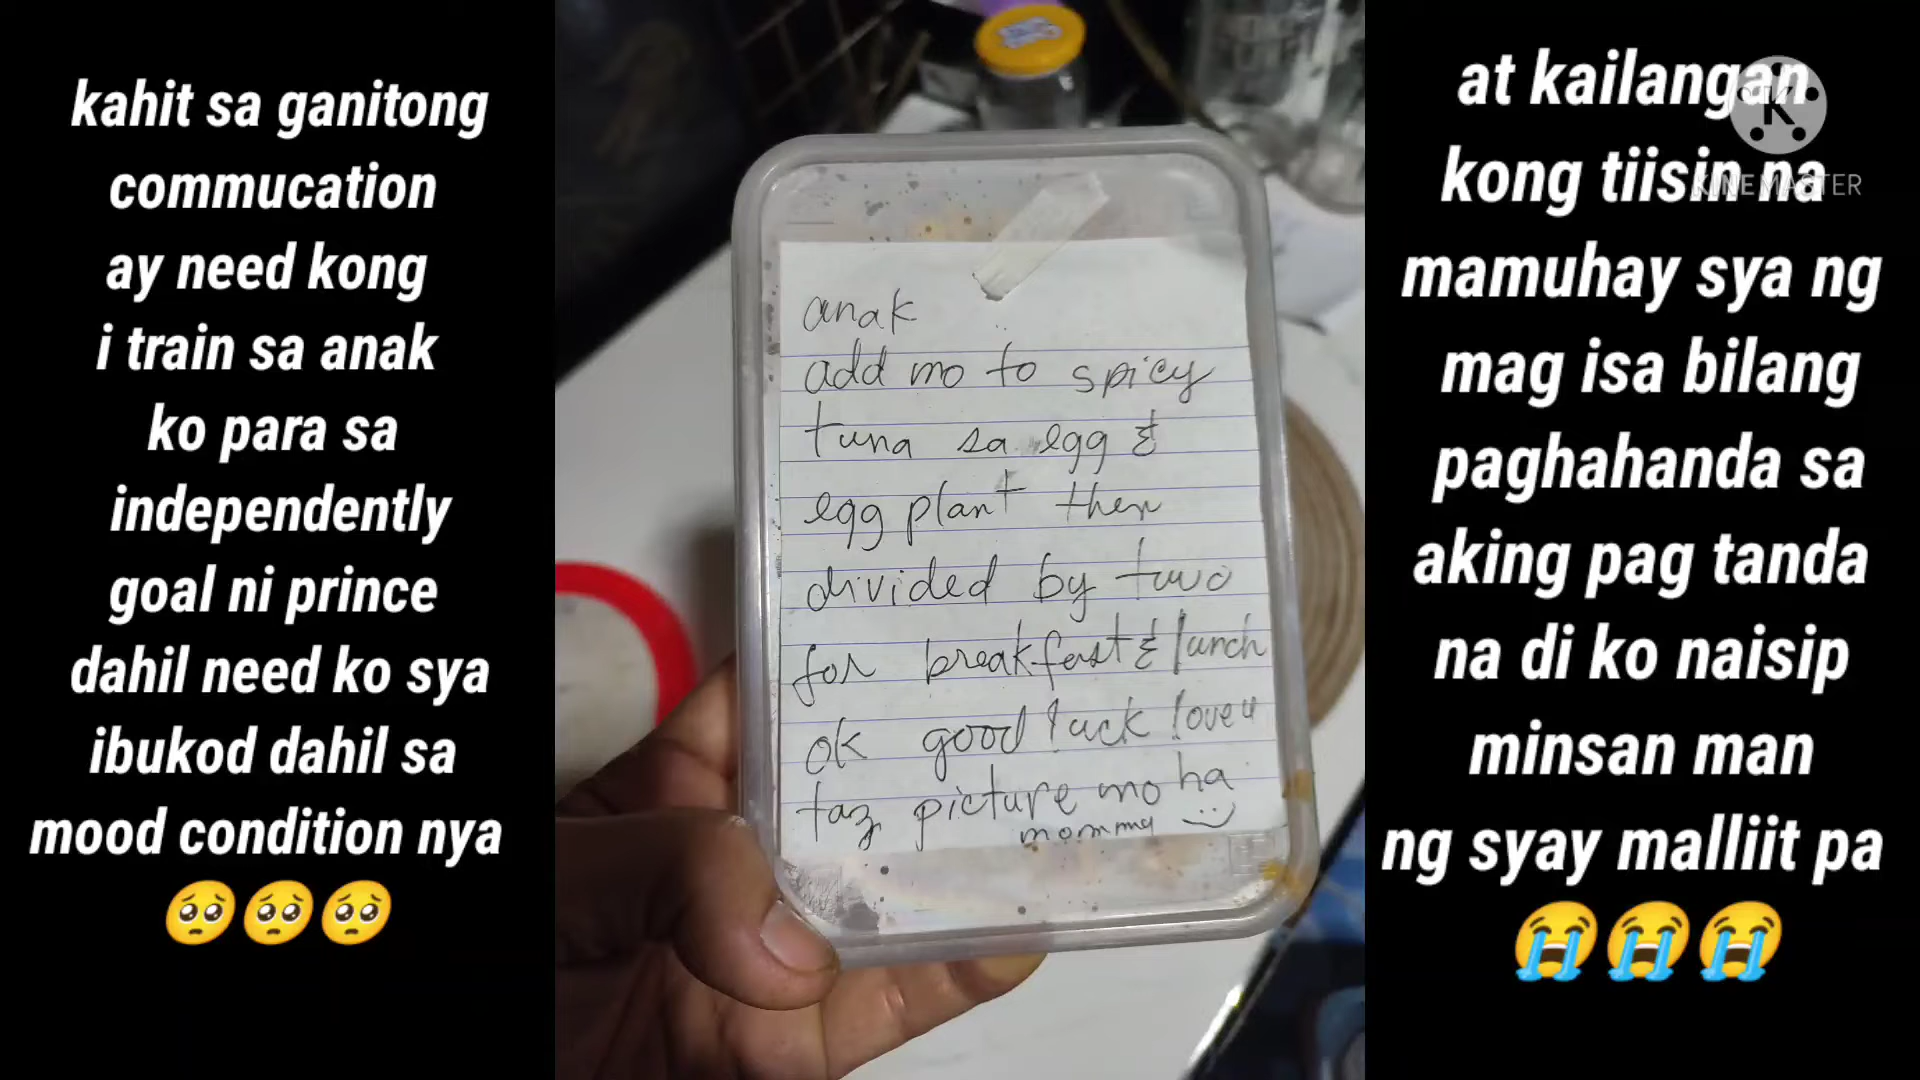 kahit sa ganitong
commucation
ay need kong
i train sa anak
ko para sa
independently
goal ni prince
dahil need ko sya
ibukod dahil sa
mood condition nya
🥺🥺🥺
anak
add mo to spicy
tuna sa egg &
egg plant then
divided by two
for breakfast & lunch
ok good luck love u
taz picture mo ha
mommy :)
at kailangan
kong tiisin na
mamuhay sya ng
mag isa bilang
paghahanda sa
aking pag tanda
na di ko naisip
minsan man
ng syay malliit pa
😭😭😭
K
KINEMASTER